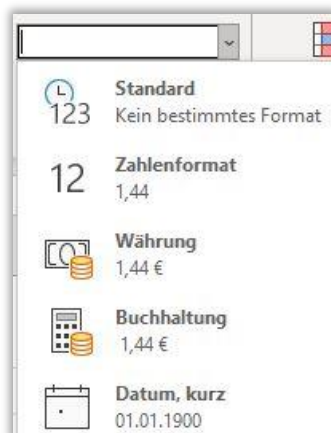 123
Standard
Kein bestimmtes Format
12
Zahlenformat
1,44
Währung
1,44 €
Buchhaltung
1,44 €
Datum, kurz
01.01.1900